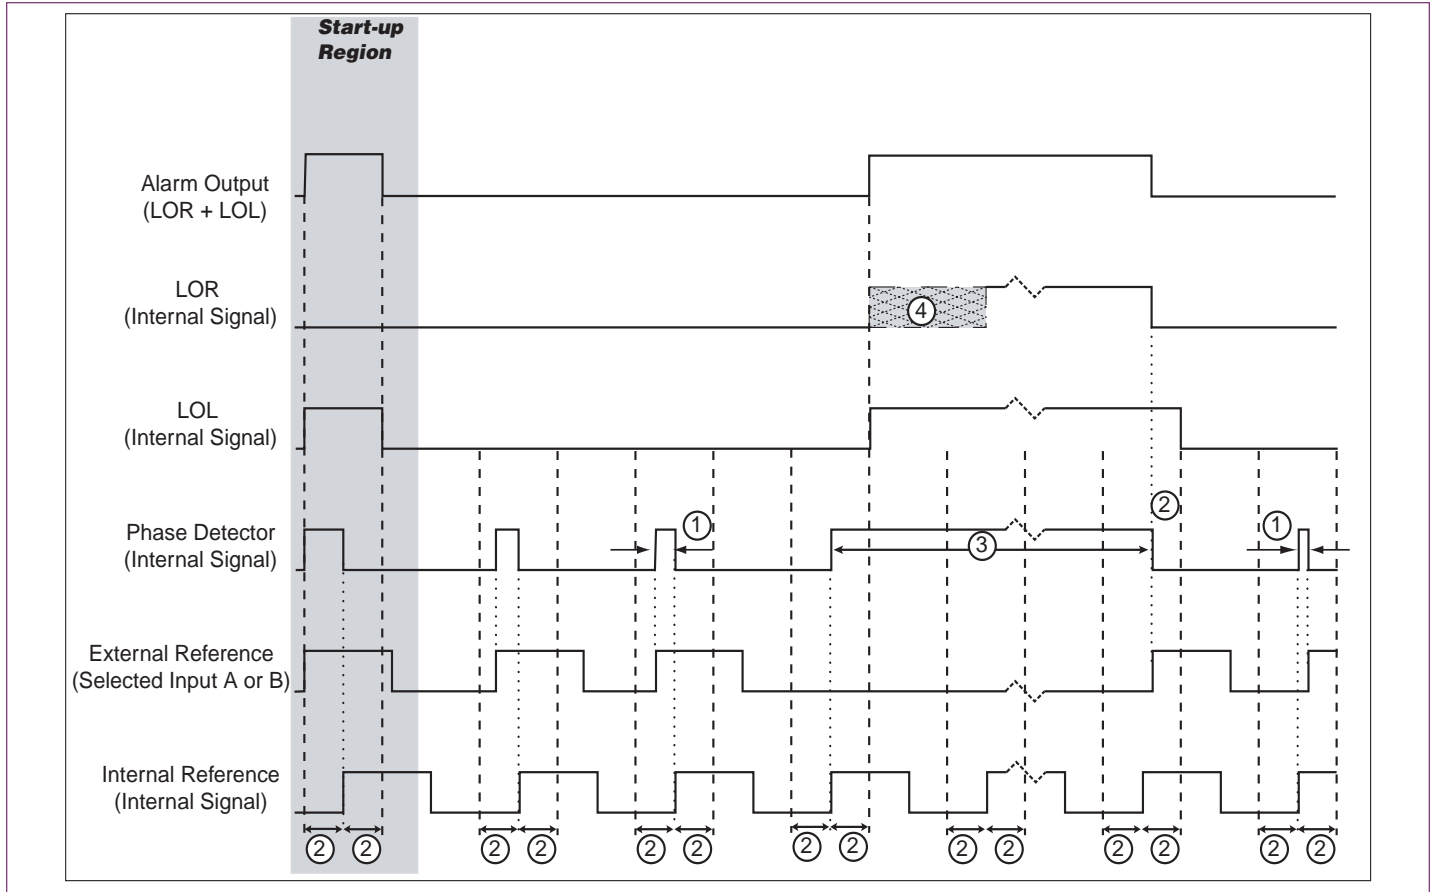 Start-up
Region
Alarm Output
(LOR + LOL)
LOR
(Internal Signal)
4
LOL
(Internal Signal)
Phase Detector
(Internal Signal)
1
3
2
1
External Reference
(Selected Input A or B)
Internal Reference
(Internal Signal)
2 2 2 2 2 2 2 2 2 2 2 2 2 2